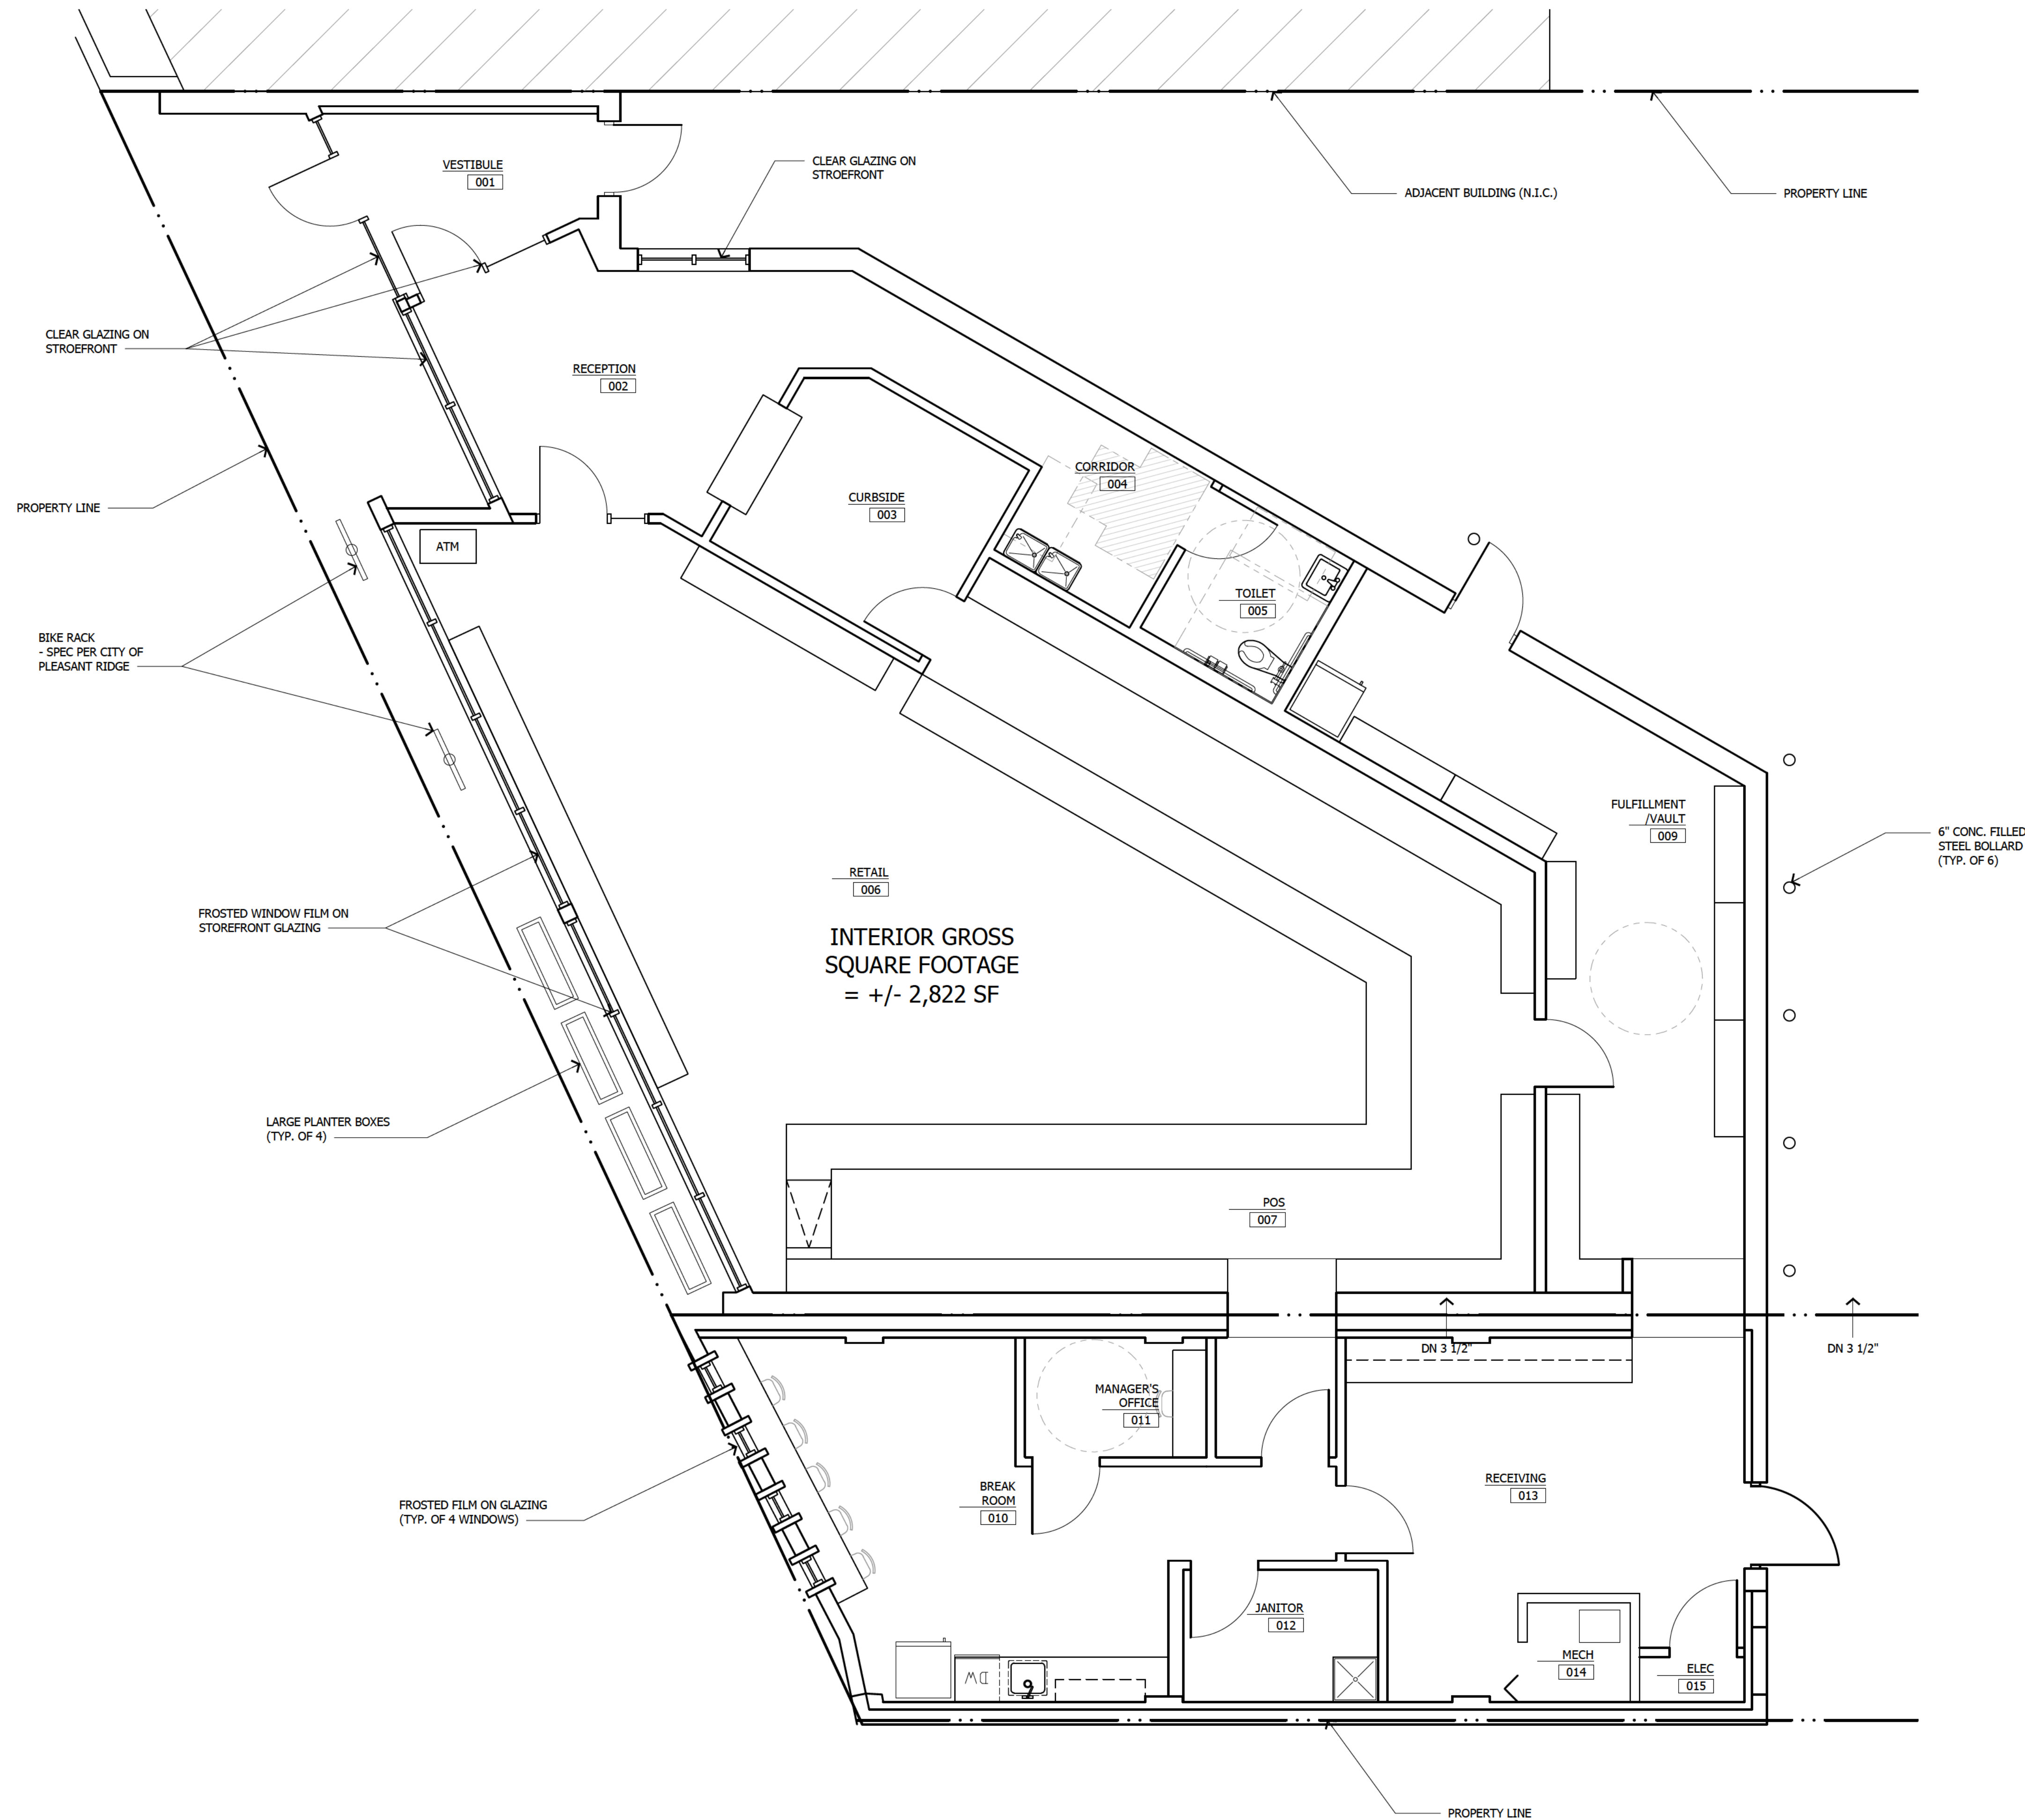 VESTIBULE
001
CLEAR GLAZING ON
STROEFRONT
ADJACENT BUILDING (N.I.C.)
PROPERTY LINE
CLEAR GLAZING ON
STROEFRONT
RECEPTION
002
CORRIDOR
004
CURBSIDE
003
PROPERTY LINE
ATM
TOILET
005
BIKE RACK
- SPEC PER CITY OF
PLEASANT RIDGE
FULFILLMENT
/VAULT
009
6" CONC. FILLED
STEEL BOLLARD
(TYP. OF 6)
RETAIL
006
FROSTED WINDOW FILM ON
STOREFRONT GLAZING
INTERIOR GROSS
SQUARE FOOTAGE
= +/- 2,822 SF
LARGE PLANTER BOXES
(TYP. OF 4)
POS
007
DN 3 1/2"
DN 3 1/2"
MANAGER'S
OFFICE
011
BREAK
ROOM
010
RECEIVING
013
FROSTED FILM ON GLAZING
(TYP. OF 4 WINDOWS)
JANITOR
012
MECH
014
ELEC
015
DW
PROPERTY LINE